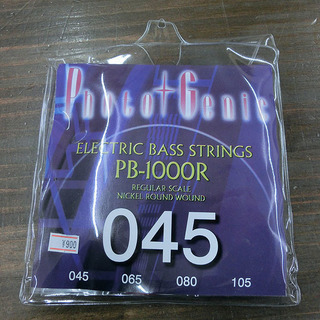 Photo Genic
ELECTRIC BASS STRINGS
PB-1000R
REGULAR SCALE
NICKEL ROUND WOUND
045
¥900
045 065 080 105